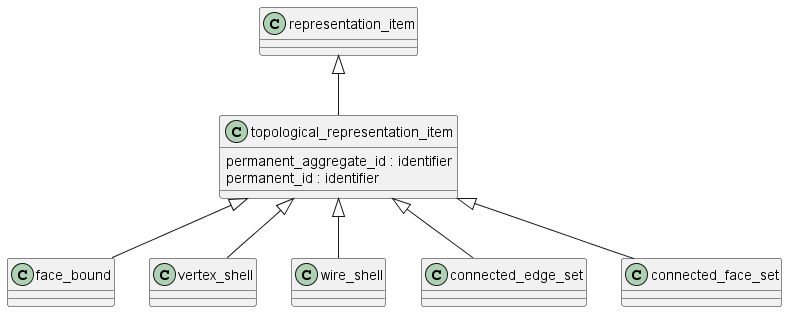 C representation_item
C topological_representation_item
permanent_aggregate_id : identifier
permanent_id : identifier
C face_bound C vertex_shell C wire_shell C connected_edge_set C connected_face_set